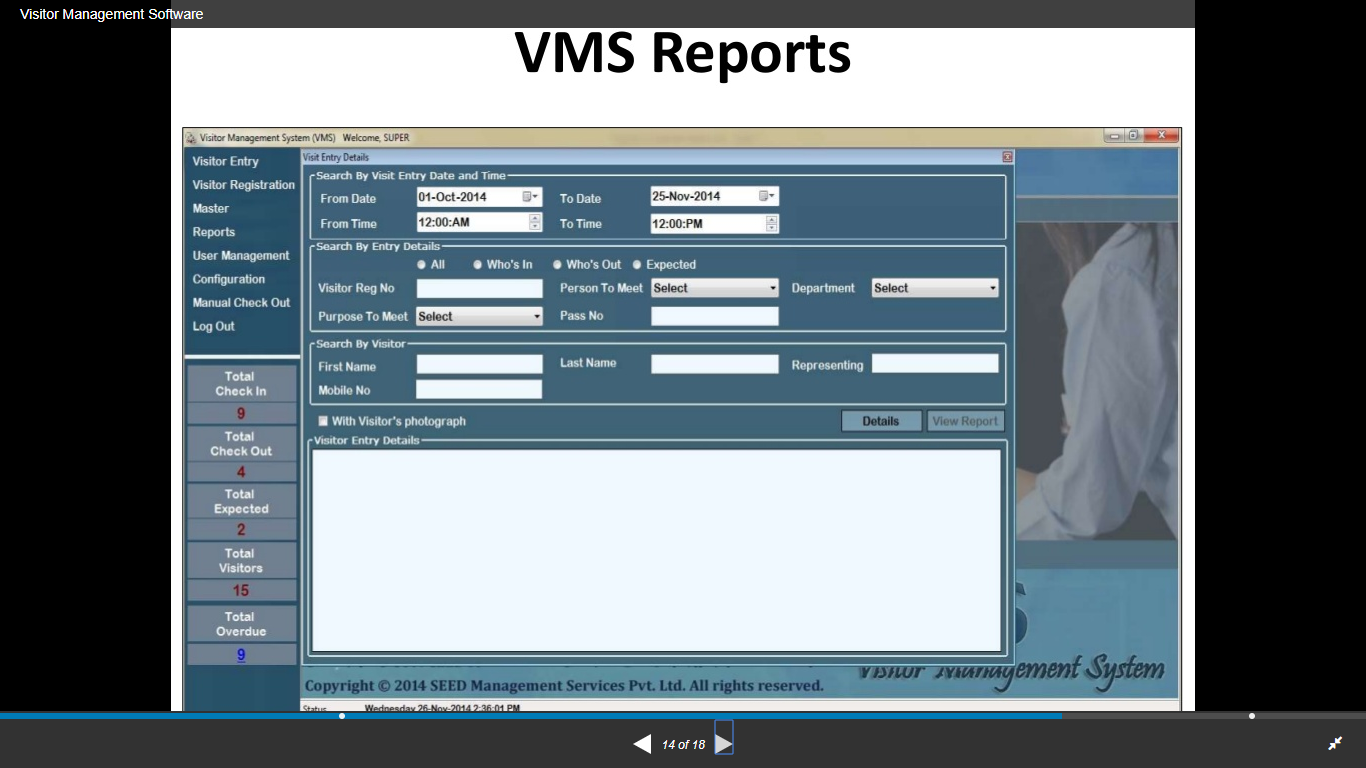 Visitor Management Software
VMS Reports
Visitor Management System (VMS) Welcome, SUPER
Visitor Entry
Visitor Registration
Master
Reports
User Management
Configuration
Manual Check Out
Log Out
Total
Check In
9
Total
Check Out
4
Total
Expected
2
Total
Visitors
15
Total
Overdue
9
Visit Entry Details
Search By Visit Entry Date and Time
From Date 01-Oct-2014 To Date 25-Nov-2014
From Time 12:00:AM To Time 12:00:PM
Search By Entry Details
All Who's In Who's Out Expected
Visitor Reg No Person To Meet Select Department Select
Purpose To Meet Select Pass No
Search By Visitor
First Name Last Name Representing
Mobile No
With Visitor's photograph Details View Report
Visitor Entry Details
Visitor Management System
Copyright © 2014 SEED Management Services Pvt. Ltd. All rights reserved.
Status Wednesday 26-Nov-2014 2:36:01 PM
14 of 18